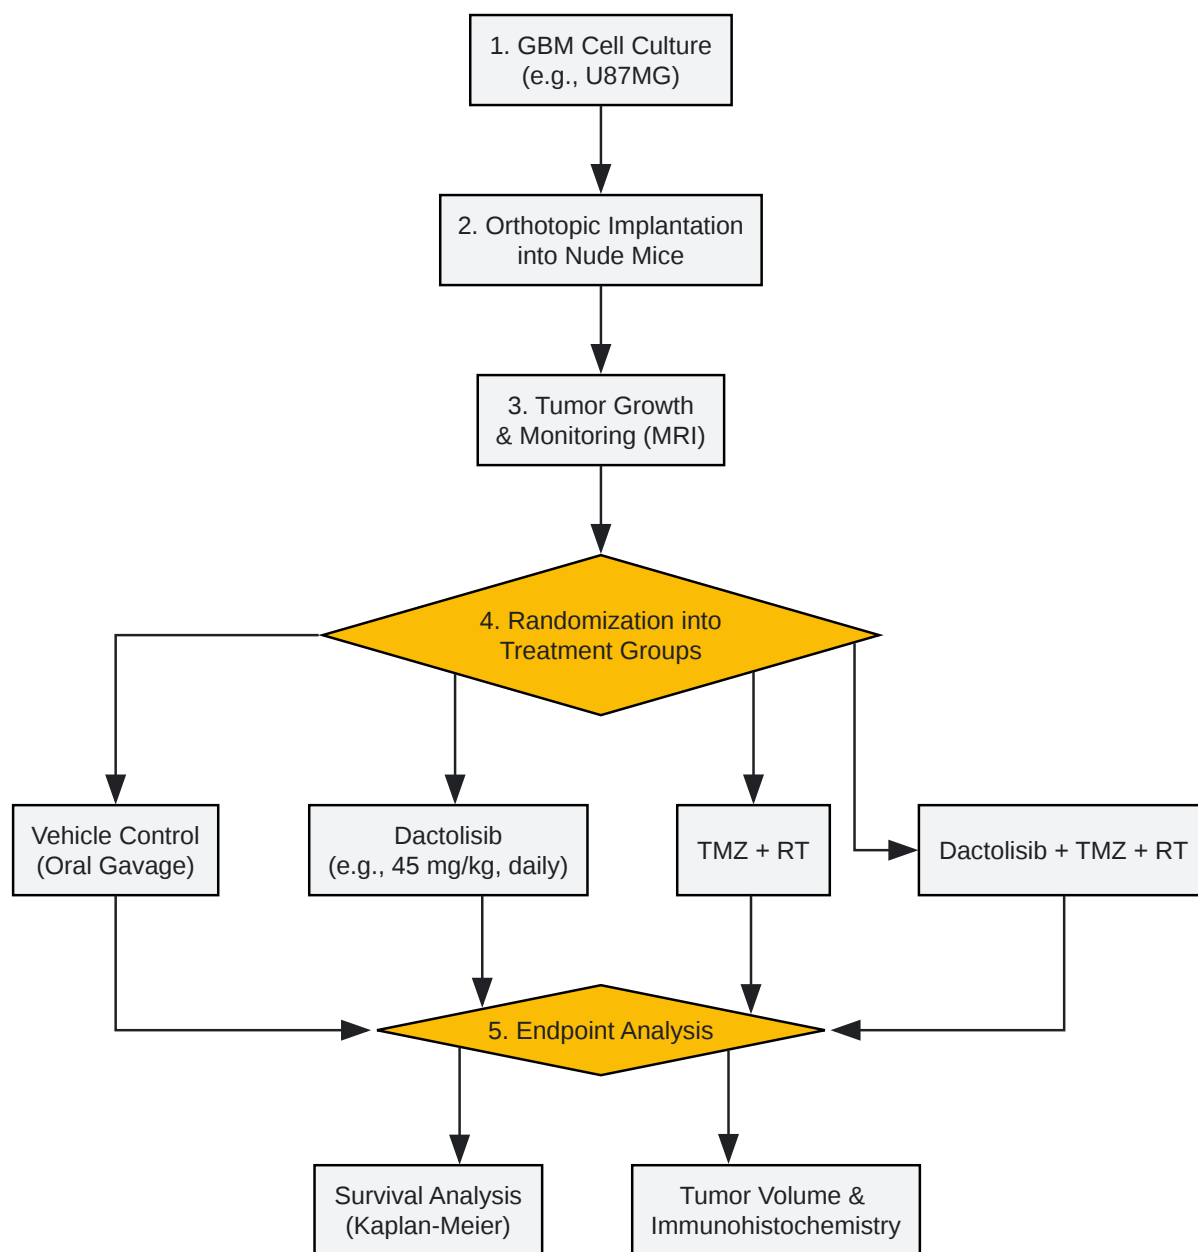 1. GBM Cell Culture
(e.g., U87MG)
2. Orthotopic Implantation
into Nude Mice
3. Tumor Growth
& Monitoring (MRI)
4. Randomization into
Treatment Groups
Vehicle Control
(Oral Gavage)
Dactolisib
(e.g., 45 mg/kg, daily)
TMZ + RT
Dactolisib + TMZ + RT
5. Endpoint Analysis
Survival Analysis
(Kaplan-Meier)
Tumor Volume &
Immunohistochemistry